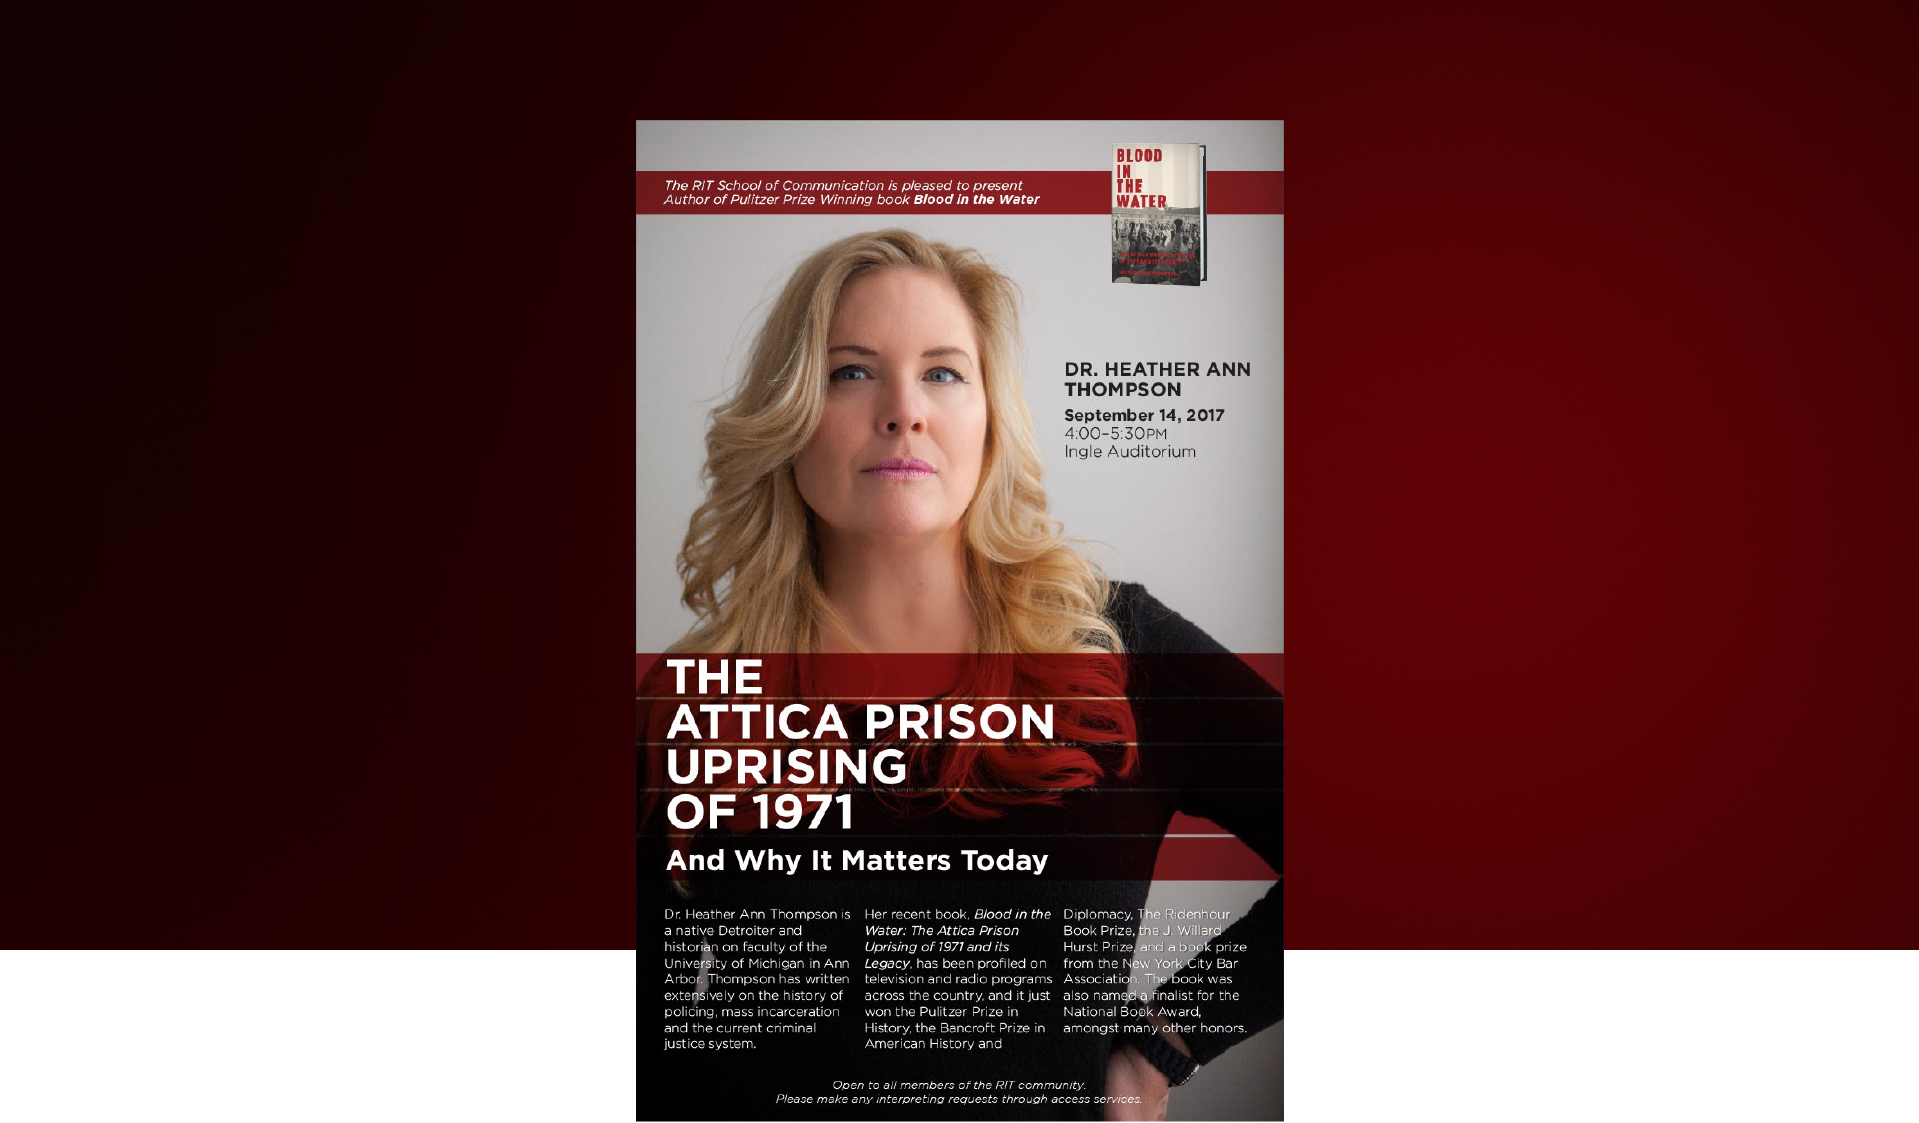 The RIT School of Communication is pleased to present
Author of Pulitzer Prize Winning book Blood in the Water
BLOOD
IN
THE
WATER
DR. HEATHER ANN
THOMPSON
September 14, 2017
4:00–5:30PM
Ingle Auditorium
THE
ATTICA PRISON
UPRISING
OF 1971
And Why It Matters Today
Dr. Heather Ann Thompson is
a native Detroiter and
historian on faculty of the
University of Michigan in Ann
Arbor. Thompson has written
extensively on the history of
policing, mass incarceration
and the current criminal
justice system.
Her recent book, Blood in the
Water: The Attica Prison
Uprising of 1971 and its
Legacy, has been profiled on
television and radio programs
across the country, and it just
won the Pulitzer Prize in
History, the Bancroft Prize in
American History and
Diplomacy, The Ridenhour
Book Prize, the J. Willard
Hurst Prize, and a book prize
from the New York City Bar
Association. The book was
also named a finalist for the
National Book Award,
amongst many other honors.
Open to all members of the RIT community.
Please make any interpreting requests through access services.